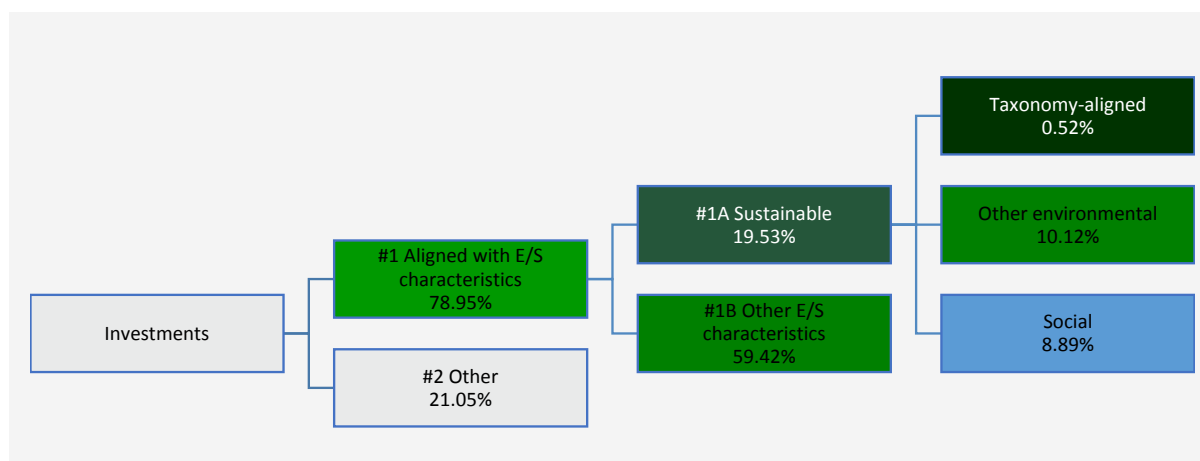 Investments
#1 Aligned with E/S
characteristics
78.95%
#2 Other
21.05%
#1A Sustainable
19.53%
#1B Other E/S
characteristics
59.42%
Taxonomy-aligned
0.52%
Other environmental
10.12%
Social
8.89%